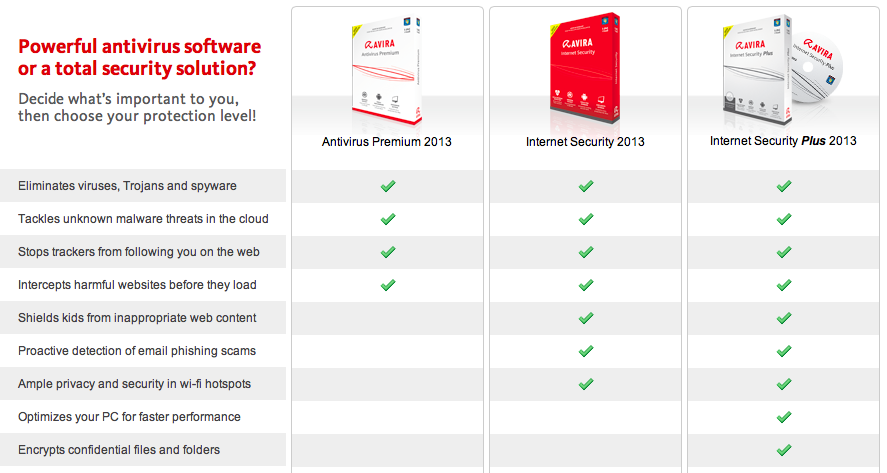 Powerful antivirus software
or a total security solution?
Decide what's important to you,
then choose your protection level!
AVIRA
Antivirus Premium
AVIRA
Internet Security
AVIRA
Internet Security Plus
AVIRA
Internet Security Plus
Antivirus Premium 2013
Internet Security 2013
Internet Security Plus 2013
Eliminates viruses, Trojans and spyware
Tackles unknown malware threats in the cloud
Stops trackers from following you on the web
Intercepts harmful websites before they load
Shields kids from inappropriate web content
Proactive detection of email phishing scams
Ample privacy and security in wi-fi hotspots
Optimizes your PC for faster performance
Encrypts confidential files and folders